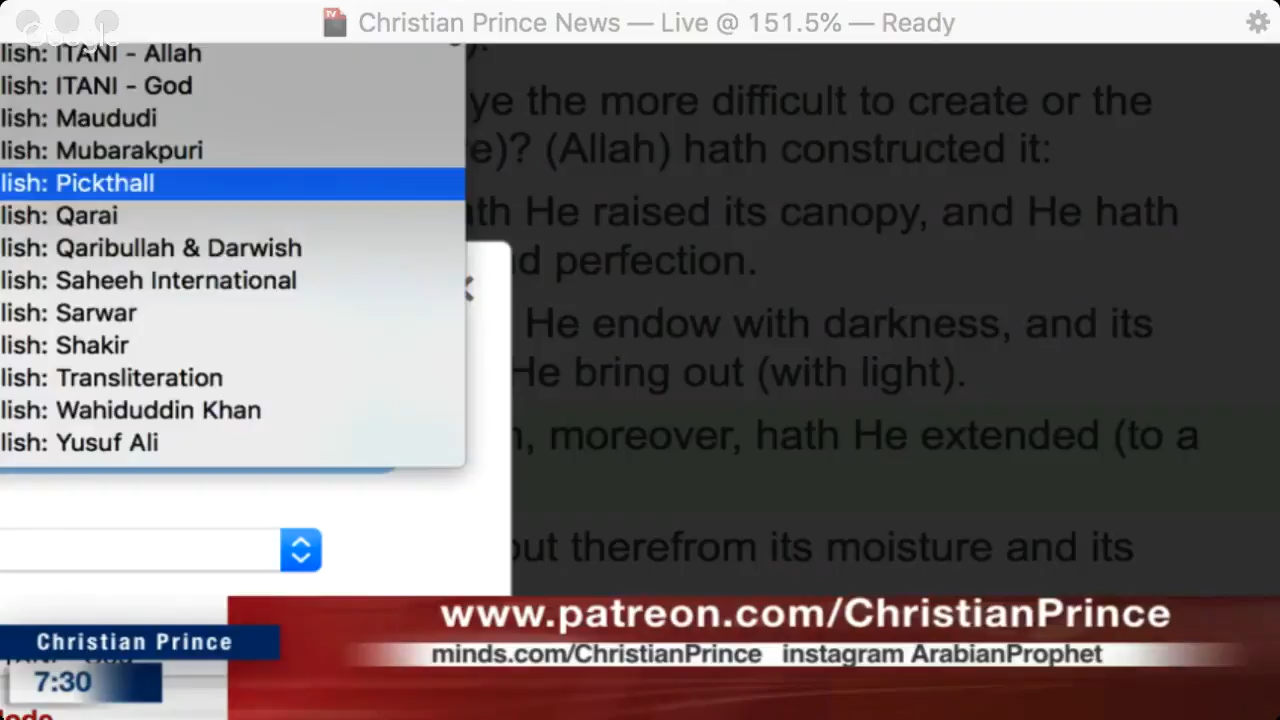 Christian Prince News — Live @ 151.5% — Ready
lish: ITANI - Allah
lish: ITANI - God
lish: Maududi
lish: Mubarakpuri
lish: Pickthall
lish: Qarai
lish: Qaribullah & Darwish
lish: Saheeh International
lish: Sarwar
lish: Shakir
lish: Transliteration
lish: Wahiduddin Khan
lish: Yusuf Ali
ye the more difficult to create or the
e)? (Allah) hath constructed it:
th He raised its canopy, and He hath
d perfection.
He endow with darkness, and its
He bring out (with light).
, moreover, hath He extended (to a
out therefrom its moisture and its
www.patreon.com/ChristianPrince
minds.com/ChristianPrince instagram ArabianProphet
Christian Prince
7:30